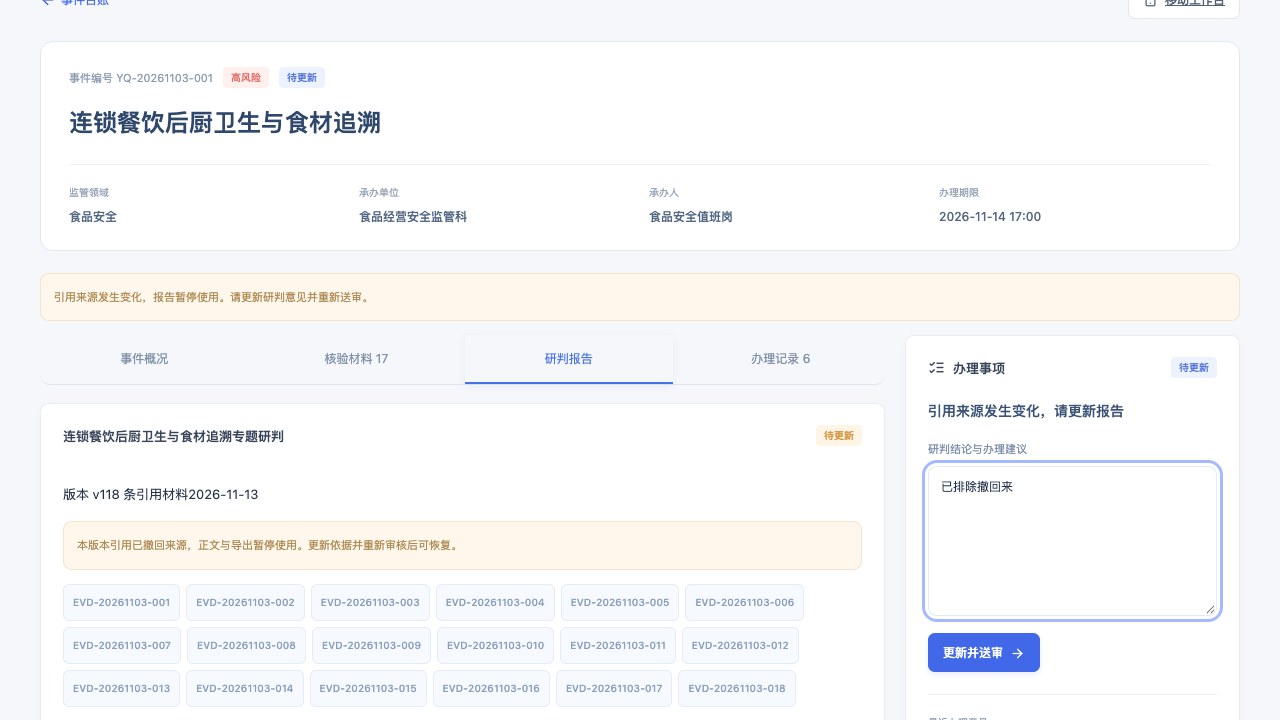 事件台账
移动工作台
事件编号 YQ-20261103-001 高风险 待更新
连锁餐饮后厨卫生与食材追溯
监管领域 承办单位 承办人 办理期限
食品安全 食品经营安全监管科 食品安全值班岗 2026-11-14 17:00
引用来源发生变化，报告暂停使用。请更新研判意见并重新送审。
事件概况 核验材料 17 研判报告 办理记录 6
连锁餐饮后厨卫生与食材追溯专题研判 待更新
版本 v118 条引用材料2026-11-13
本版本引用已撤回来源，正文与导出暂停使用。更新依据并重新审核后可恢复。
EVD-20261103-001 EVD-20261103-002 EVD-20261103-003 EVD-20261103-004 EVD-20261103-005 EVD-20261103-006
EVD-20261103-007 EVD-20261103-008 EVD-20261103-009 EVD-20261103-010 EVD-20261103-011 EVD-20261103-012
EVD-20261103-013 EVD-20261103-014 EVD-20261103-015 EVD-20261103-016 EVD-20261103-017 EVD-20261103-018
办理事项 待更新
引用来源发生变化，请更新报告
研判结论与办理建议
已排除撤回来
更新并送审